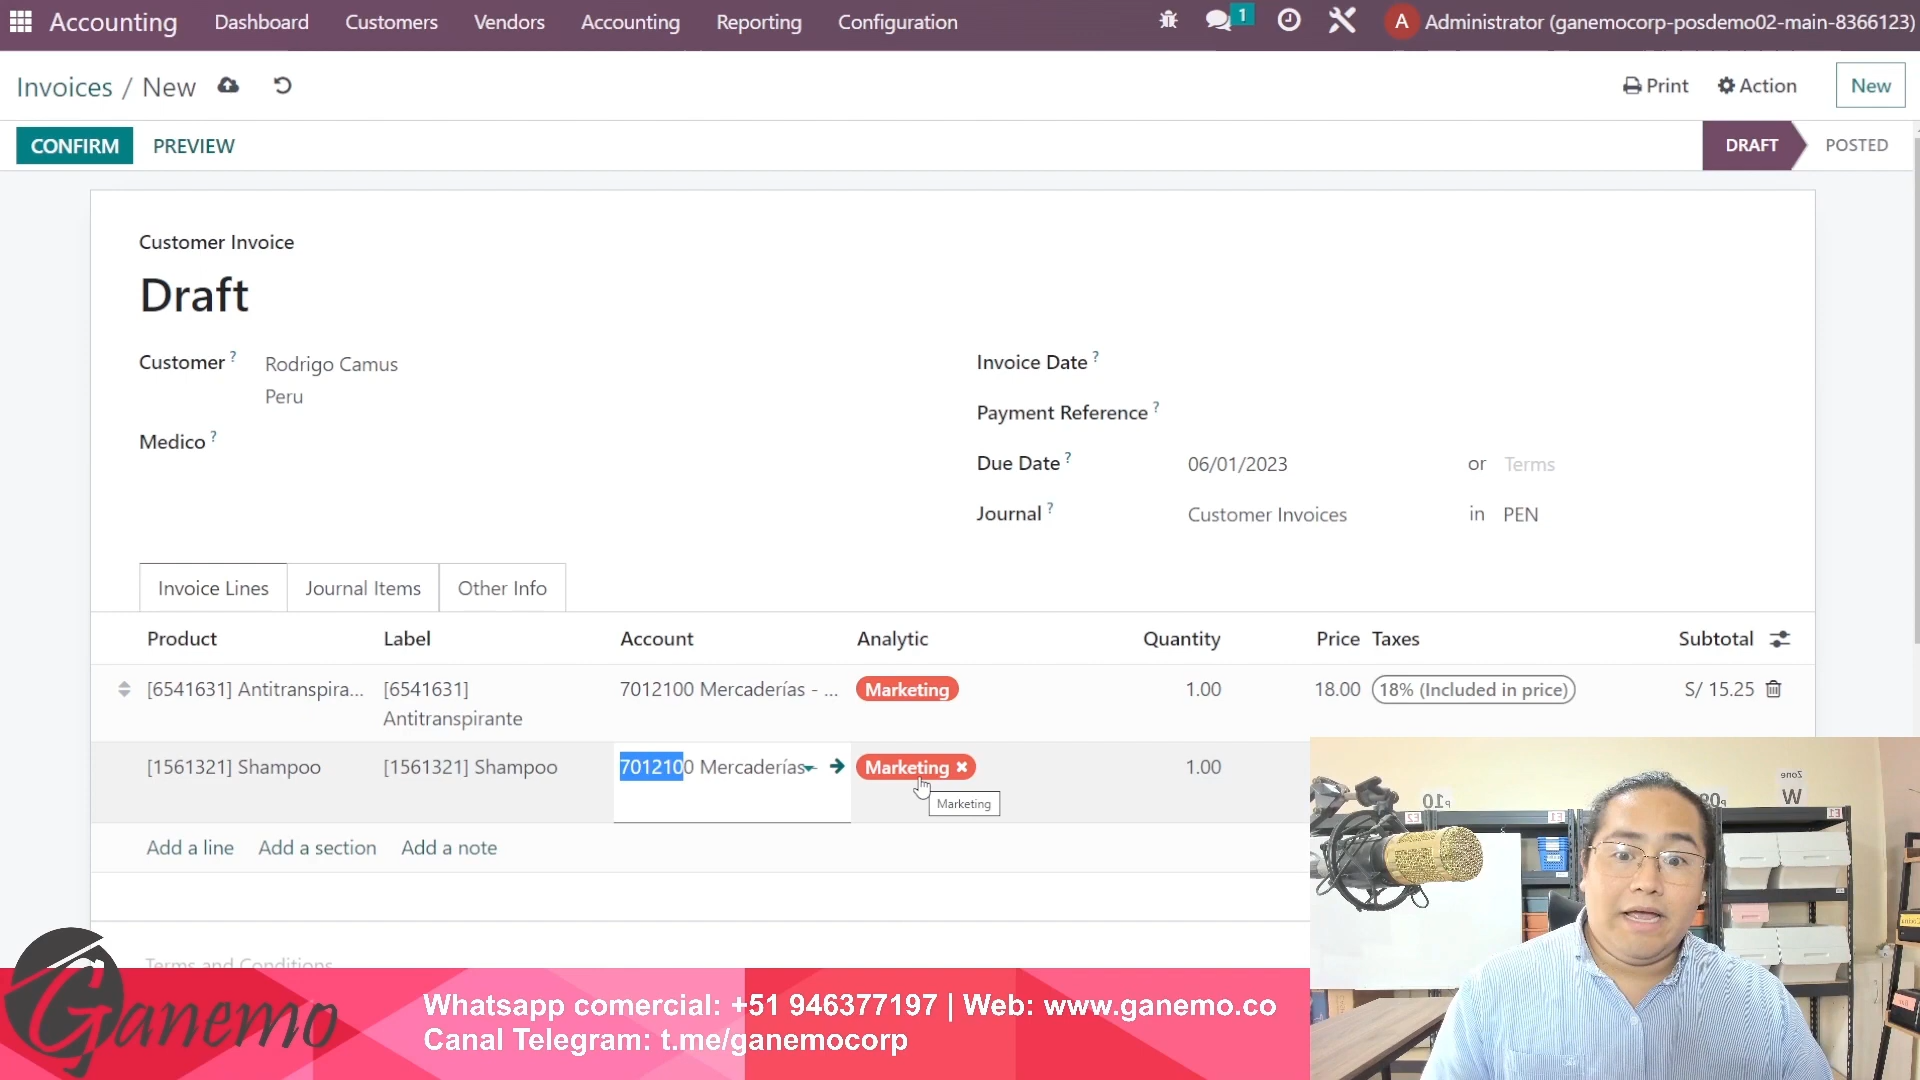 Accounting Dashboard Customers Vendors Accounting Reporting Configuration 1 A Administrator (ganemocorp-posdemo02-main-8366123)
Invoices / New Print Action New
CONFIRM PREVIEW DRAFT POSTED
Customer Invoice
Draft
Customer ? Rodrigo Camus
Peru
Medico ?
Invoice Date ?
Payment Reference ?
Due Date ? 06/01/2023 or Terms
Journal ? Customer Invoices in PEN
Invoice Lines Journal Items Other Info
Product Label Account Analytic Quantity Price Taxes Subtotal
[6541631] Antitranspira... [6541631] 7012100 Mercaderías - ... Marketing 1.00 18.00 18% (Included in price) S/ 15.25
Antitranspirante
[1561321] Shampoo [1561321] Shampoo 7012100 Mercaderías - Marketing 1.00
Marketing
Add a line Add a section Add a note
Terms and Conditions
Ganemo
Whatsapp comercial: +51 946377197 | Web: www.ganemo.co
Canal Telegram: t.me/ganemocorp